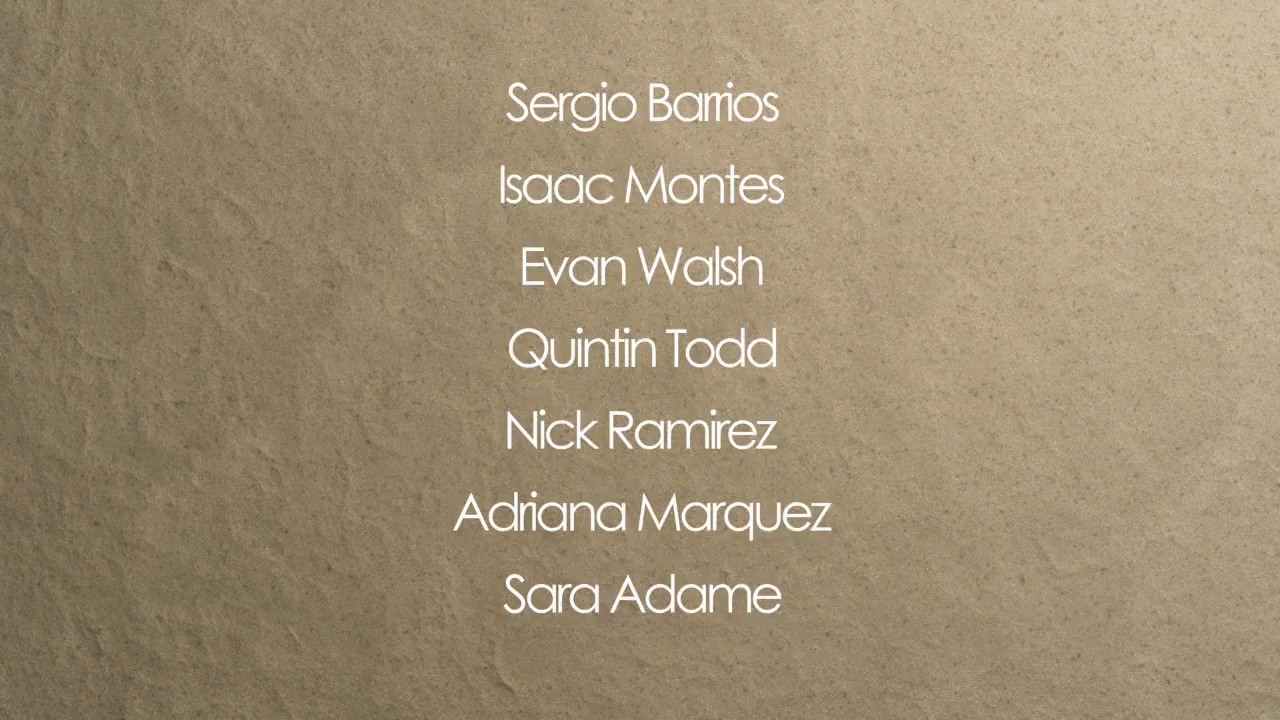 Sergio Barrios
Isaac Montes
Evan Walsh
Quintin Todd
Nick Ramirez
Adriana Marquez
Sara Adame